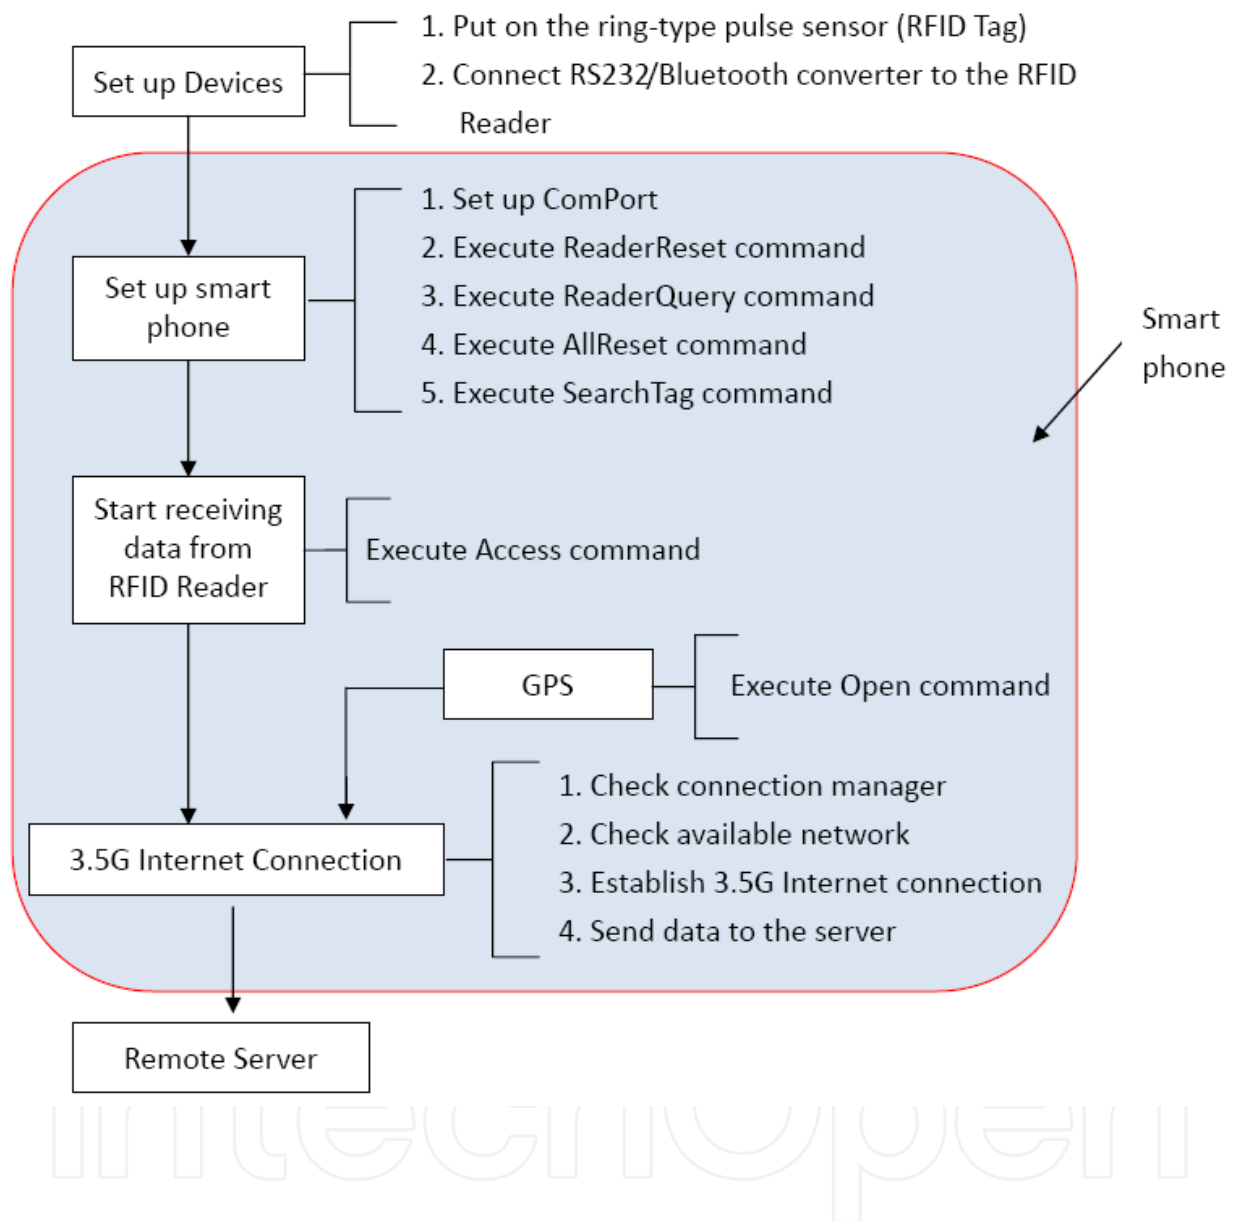 Set up Devices
1. Put on the ring-type pulse sensor (RFID Tag)
2. Connect RS232/Bluetooth converter to the RFID
Reader
Set up smart
phone
1. Set up ComPort
2. Execute ReaderReset command
3. Execute ReaderQuery command
4. Execute AllReset command
5. Execute SearchTag command
Smart
phone
Start receiving
data from
RFID Reader
Execute Access command
GPS
Execute Open command
3.5G Internet Connection
1. Check connection manager
2. Check available network
3. Establish 3.5G Internet connection
4. Send data to the server
Remote Server
intechopen